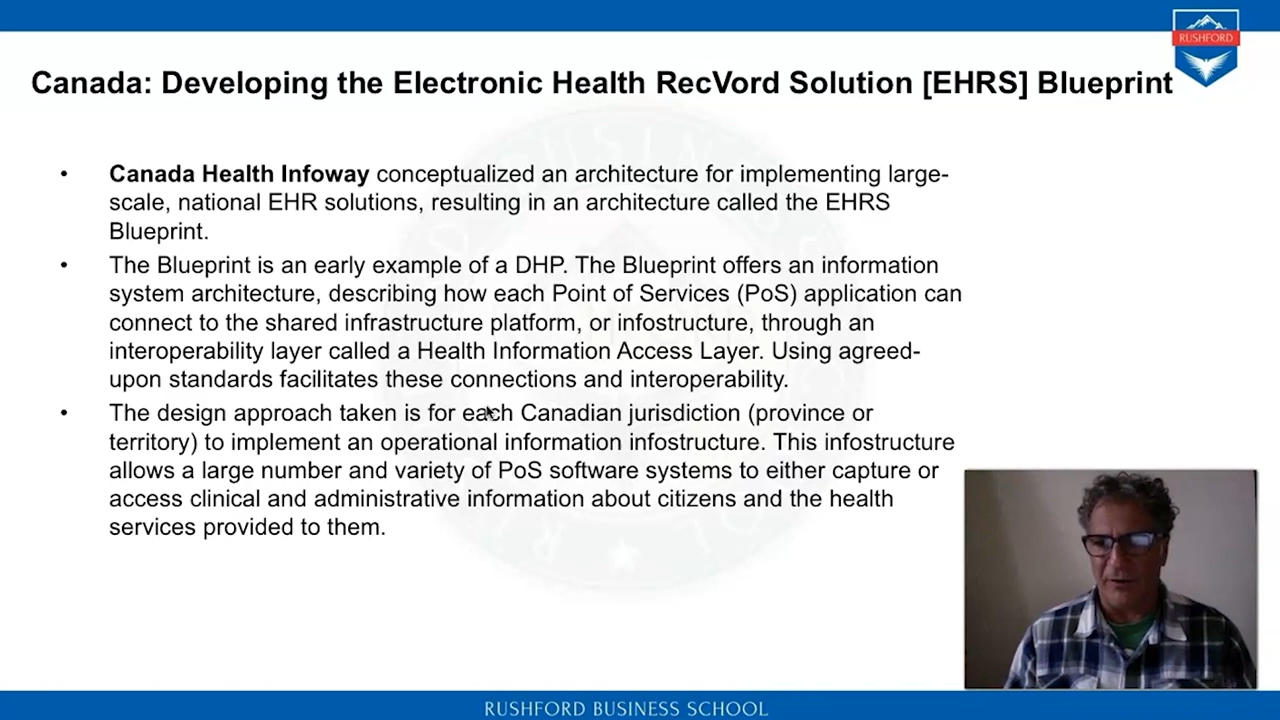 RUSHFORD
Canada: Developing the Electronic Health RecVord Solution [EHRS] Blueprint
• Canada Health Infoway conceptualized an architecture for implementing large-
scale, national EHR solutions, resulting in an architecture called the EHRS
Blueprint.
• The Blueprint is an early example of a DHP. The Blueprint offers an information
system architecture, describing how each Point of Services (PoS) application can
connect to the shared infrastructure platform, or infostructure, through an
interoperability layer called a Health Information Access Layer. Using agreed-
upon standards facilitates these connections and interoperability.
• The design approach taken is for each Canadian jurisdiction (province or
territory) to implement an operational information infostructure. This infostructure
allows a large number and variety of PoS software systems to either capture or
access clinical and administrative information about citizens and the health
services provided to them.
RUSHFORD BUSINESS SCHOOL